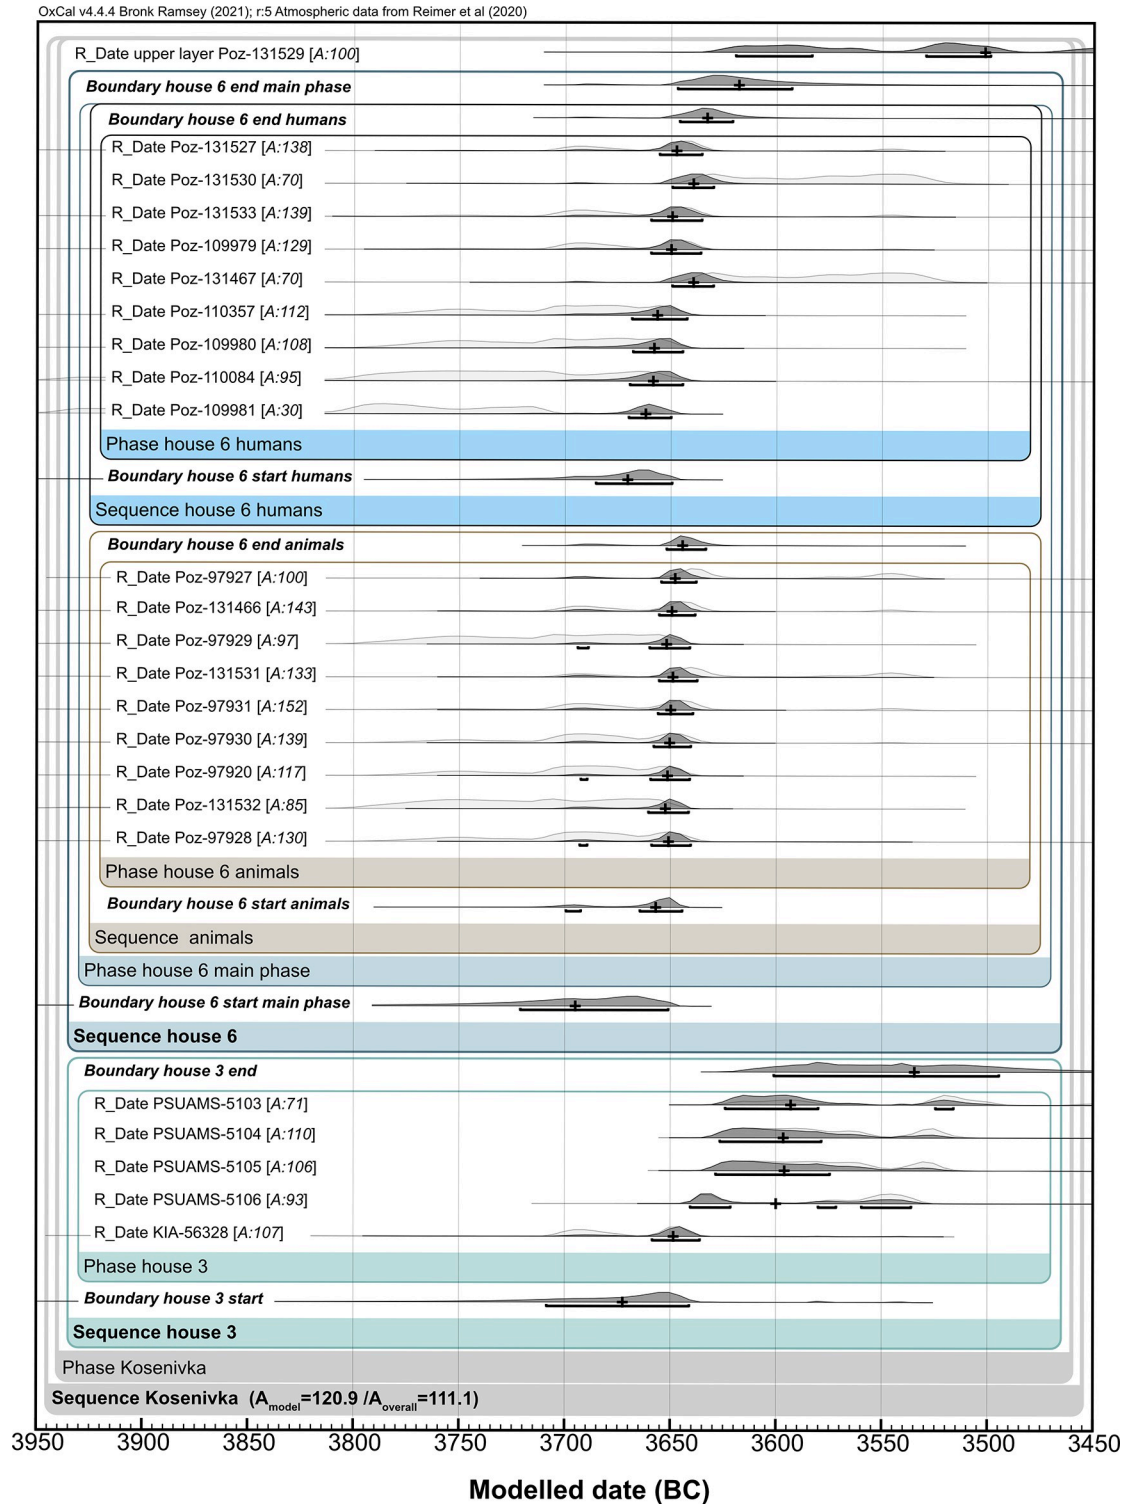 OxCal v4.4.4 Bronk Ramsey (2021); r:5 Atmospheric data from Reimer et al (2020)
R_Date upper layer Poz-131529 [A:100]
Boundary house 6 end main phase
Boundary house 6 end humans
R_Date Poz-131527 [A:138]
R_Date Poz-131530 [A:70]
R_Date Poz-131533 [A:139]
R_Date Poz-109979 [A:129]
R_Date Poz-131467 [A:70]
R_Date Poz-110357 [A:112]
R_Date Poz-109980 [A:108]
R_Date Poz-110084 [A:95]
R_Date Poz-109981 [A:30]
Phase house 6 humans
Boundary house 6 start humans
Sequence house 6 humans
Boundary house 6 end animals
R_Date Poz-97927 [A:100]
R_Date Poz-131466 [A:143]
R_Date Poz-97929 [A:97]
R_Date Poz-131531 [A:133]
R_Date Poz-97931 [A:152]
R_Date Poz-97930 [A:139]
R_Date Poz-97920 [A:117]
R_Date Poz-131532 [A:85]
R_Date Poz-97928 [A:130]
Phase house 6 animals
Boundary house 6 start animals
Sequence animals
Phase house 6 main phase
Boundary house 6 start main phase
Sequence house 6
Boundary house 3 end
R_Date PSUAMS-5103 [A:71]
R_Date PSUAMS-5104 [A:110]
R_Date PSUAMS-5105 [A:106]
R_Date PSUAMS-5106 [A:93]
R_Date KIA-56328 [A:107]
Phase house 3
Boundary house 3 start
Sequence house 3
Phase Kosenivka
Sequence Kosenivka (Amodel=120.9 /Aoverall=111.1)
3950 3900 3850 3800 3750 3700 3650 3600 3550 3500 3450
Modelled date (BC)